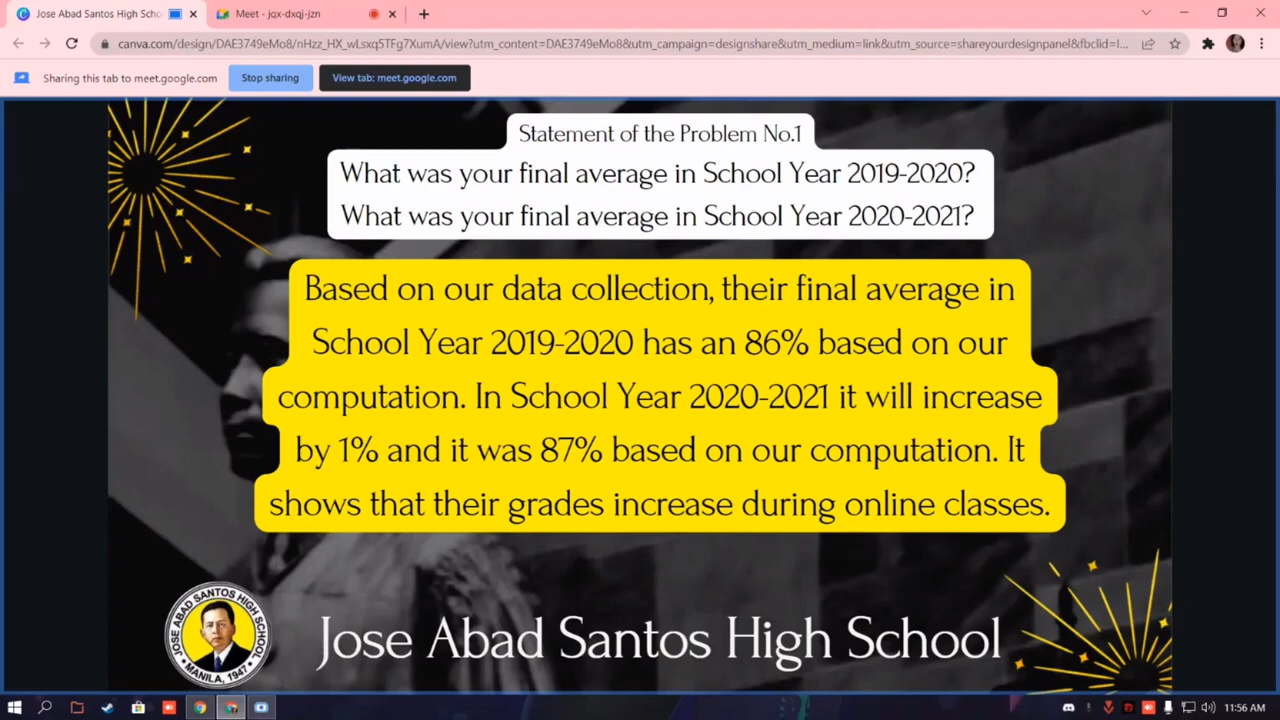 Jose Abad Santos High Scho
Meet - jqx-dxqj-jzn
canva.com/design/DAE3749eMo8/nHzz_HX_wLsxq5TFg7XumA/view?utm_content=DAE3749eMo8&utm_campaign=designshare&utm_medium=link&utm_source=shareyourdesignpanel&fbclid=I...
Sharing this tab to meet.google.com
Stop sharing
View tab: meet.google.com
Statement of the Problem No.1
What was your final average in School Year 2019-2020?
What was your final average in School Year 2020-2021?
Based on our data collection, their final average in
School Year 2019-2020 has an 86% based on our
computation. In School Year 2020-2021 it will increase
by 1% and it was 87% based on our computation. It
shows that their grades increase during online classes.
JOSE ABAD SANTOS HIGH SCHOOL
MANILA, 1947
Jose Abad Santos High School
11:56 AM